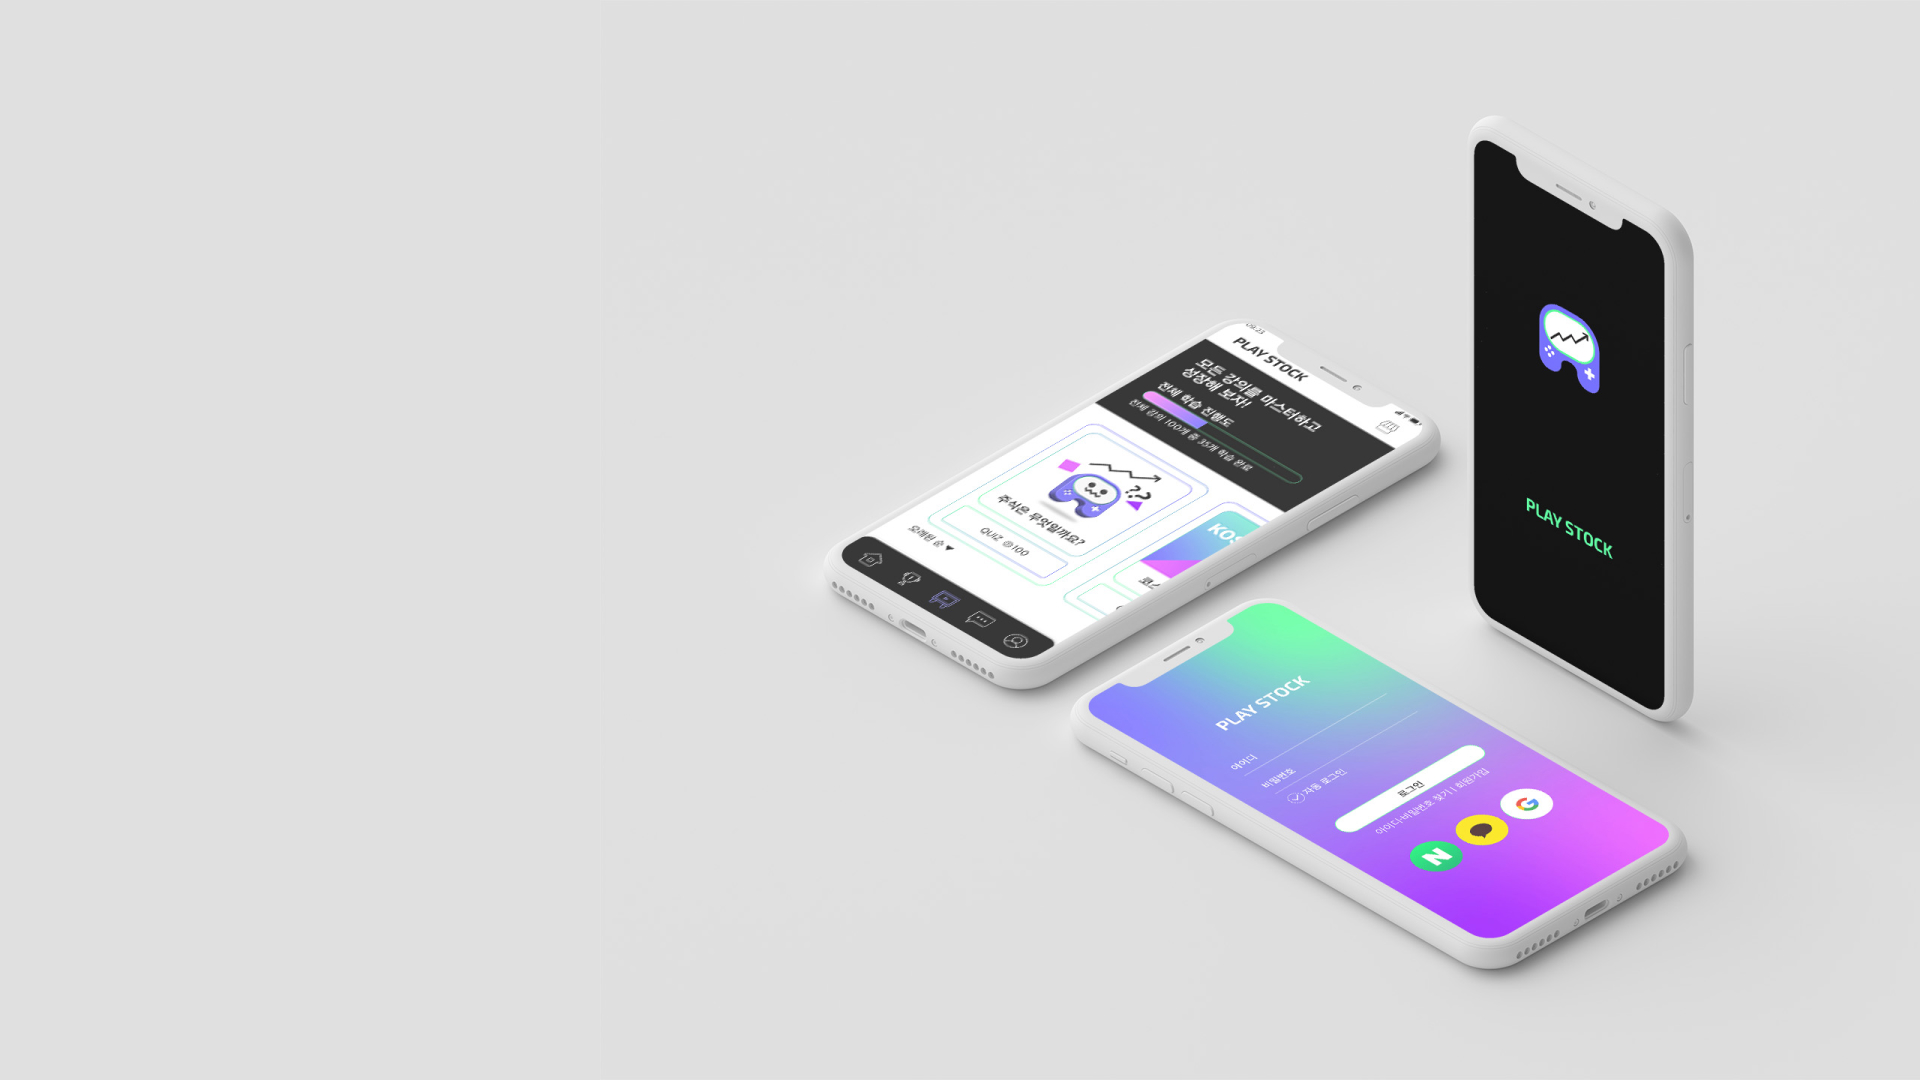 09:21
PLAY STOCK
모든 강의를 마스터하고
성장해 보자!
전체 학습 진행도
전체 강의 100개 중 35개 학습 완료
주식은 무엇일까요?
QUIZ 100
오래된 순 ▼
KOS
코스
PLAY STOCK
PLAY STOCK
아이디
비밀번호
자동 로그인
로그인
아이디•비밀번호 찾기 | 회원가입
N
G